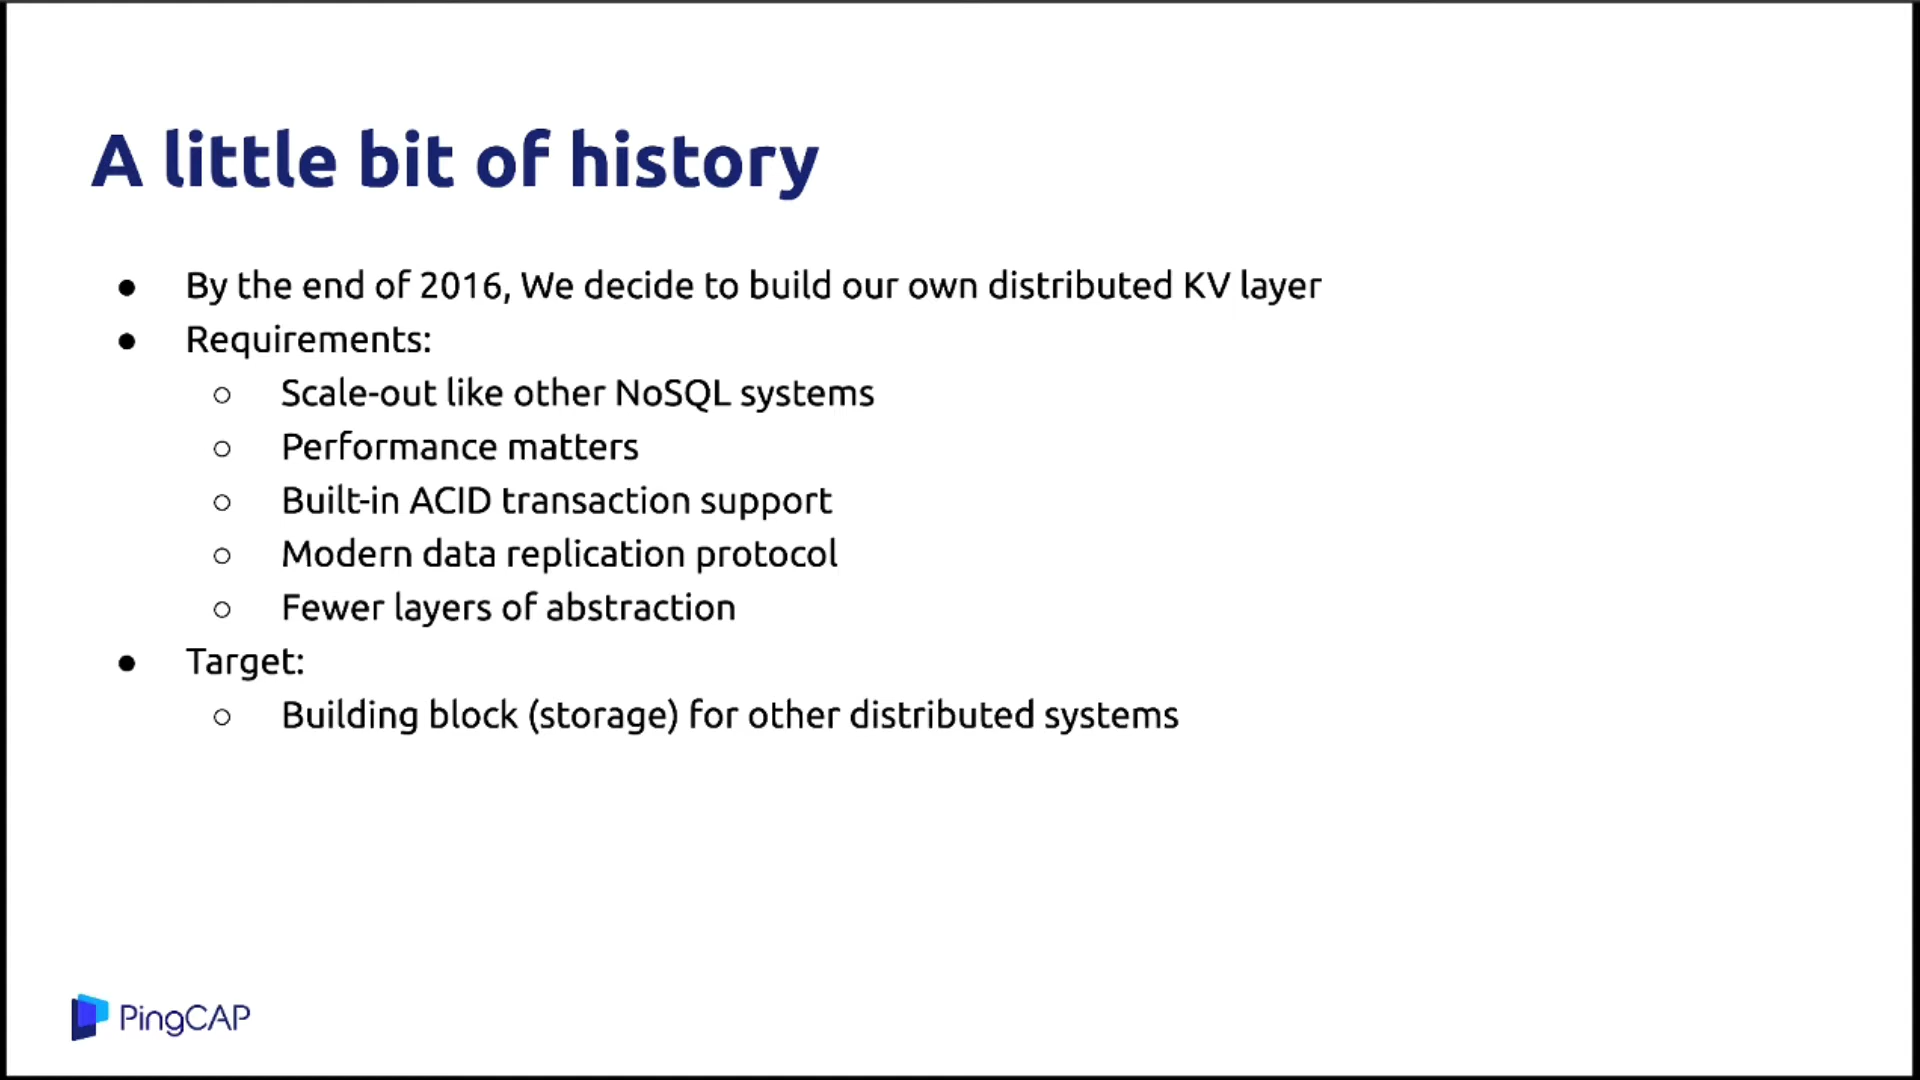 A little bit of history
● By the end of 2016, We decide to build our own distributed KV layer
● Requirements:
○ Scale-out like other NoSQL systems
○ Performance matters
○ Built-in ACID transaction support
○ Modern data replication protocol
○ Fewer layers of abstraction
● Target:
○ Building block (storage) for other distributed systems
PingCAP